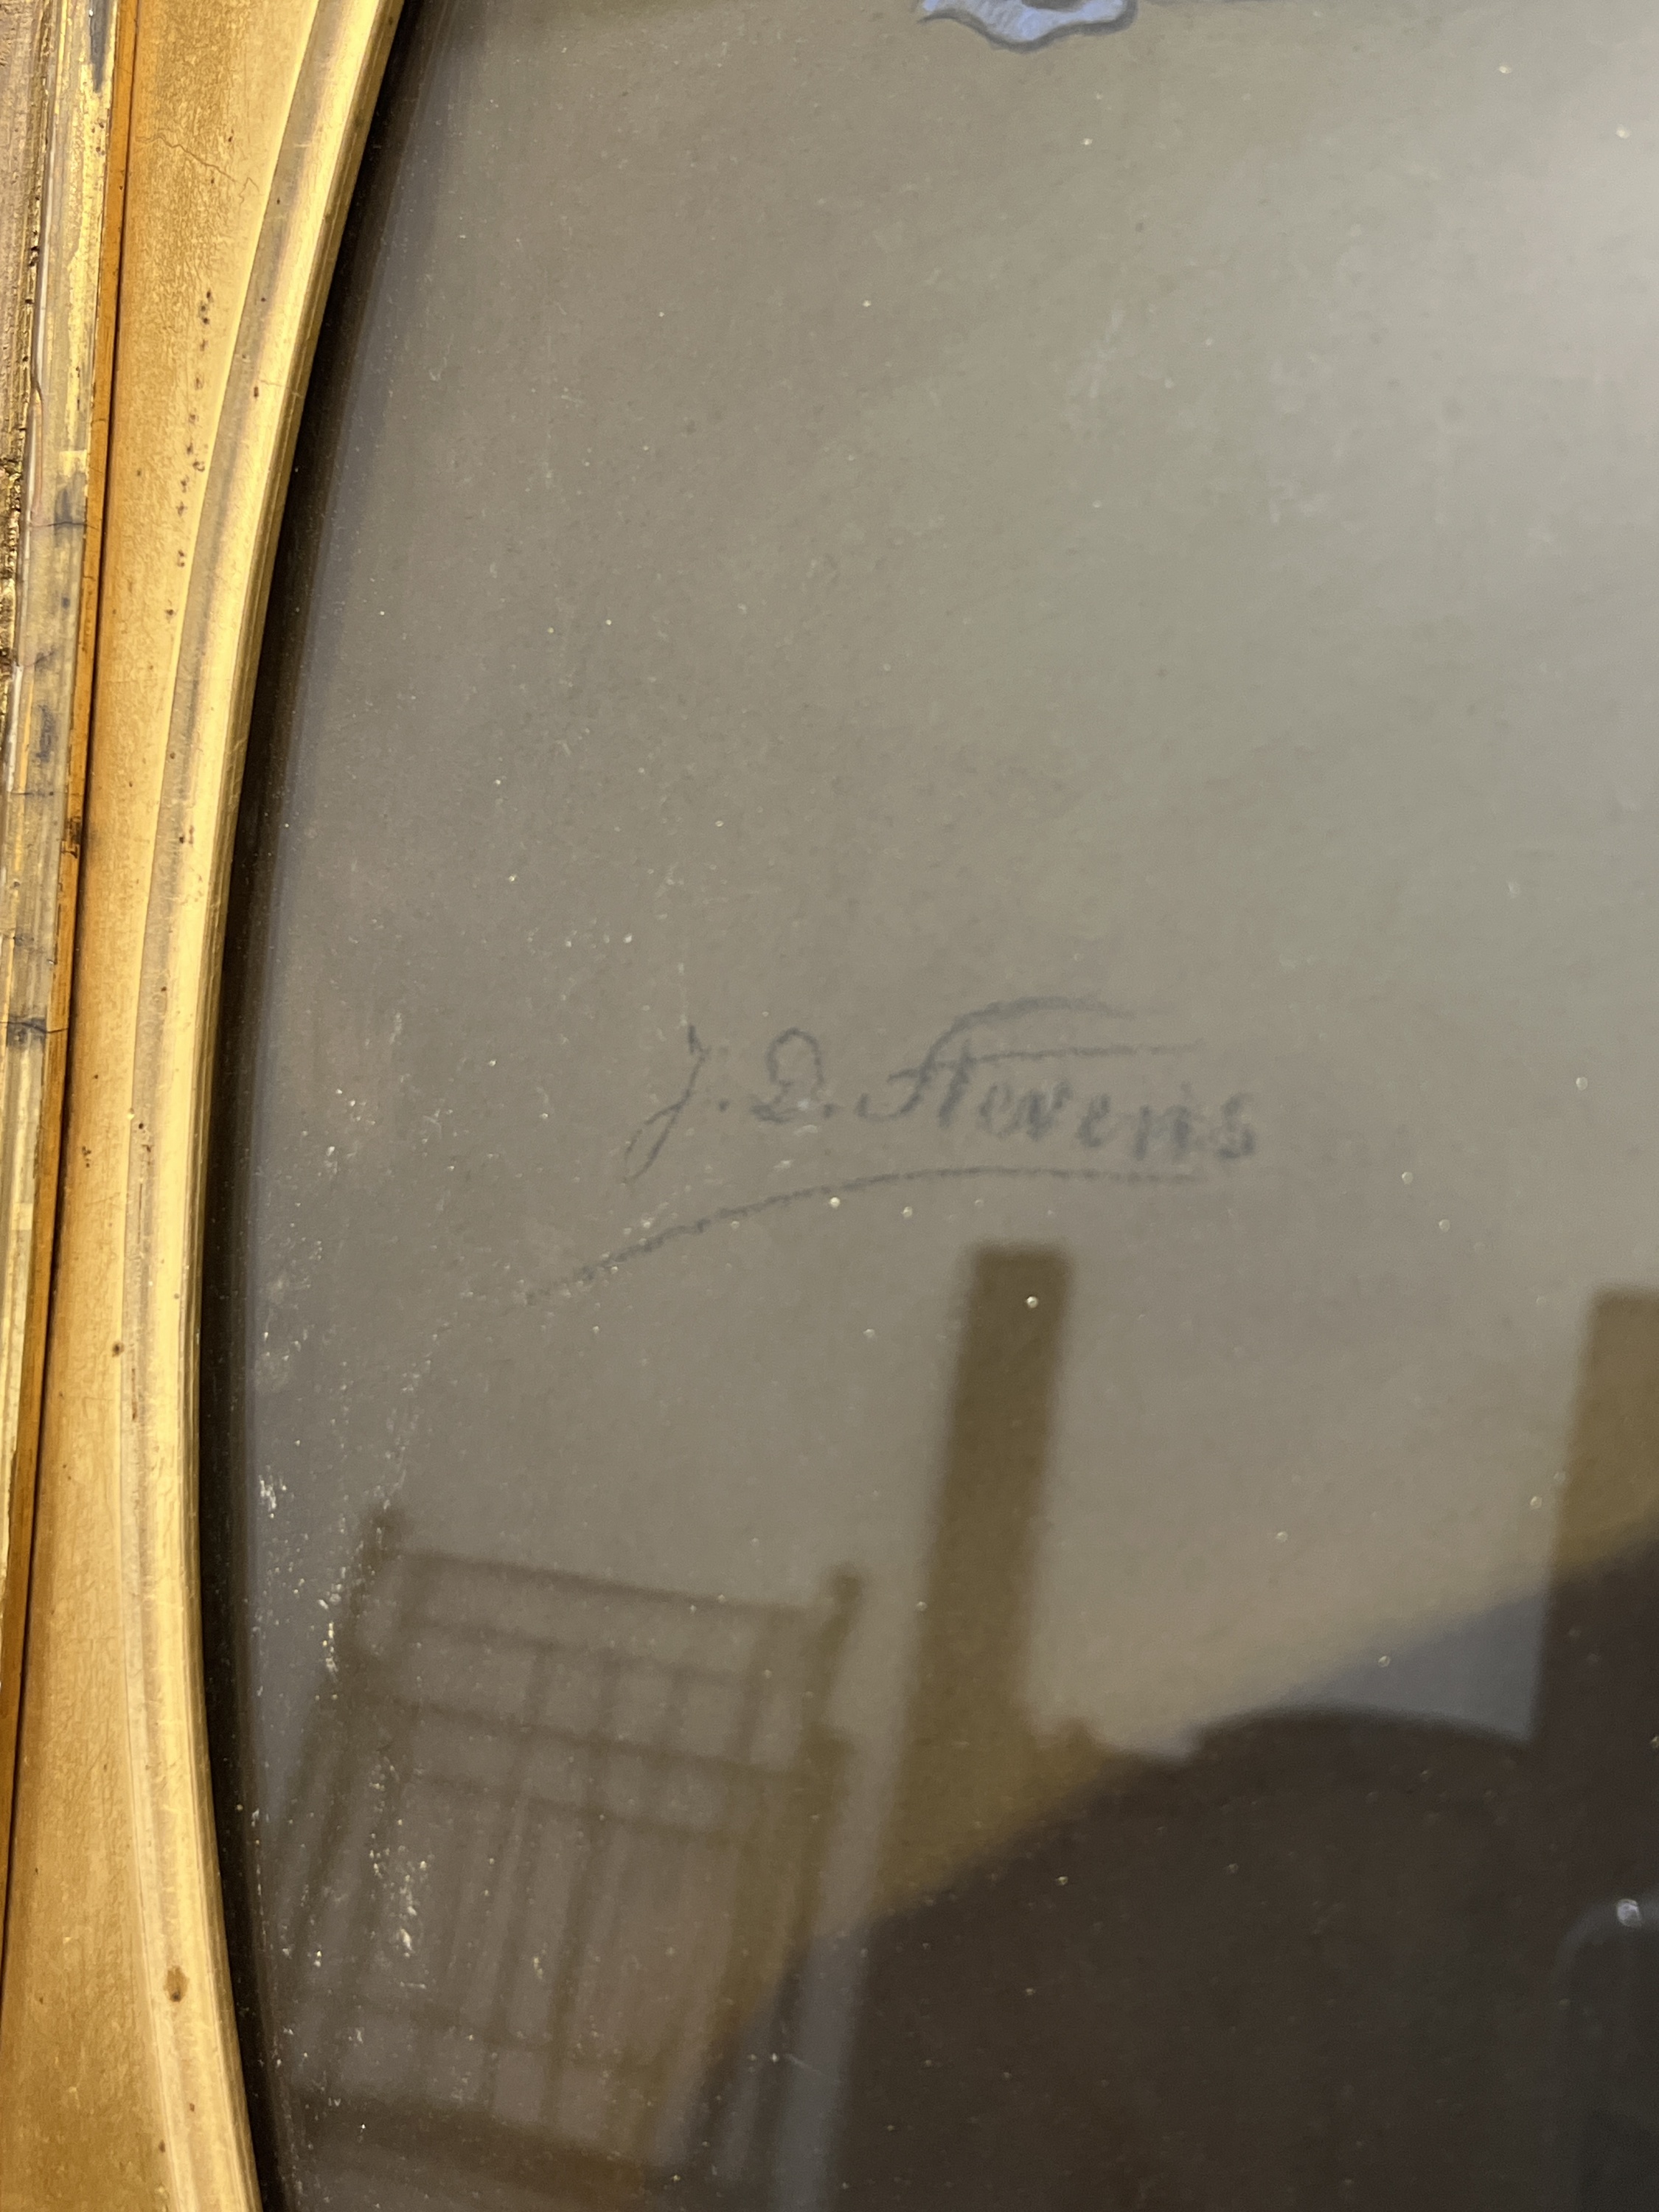 J. D. Stevens